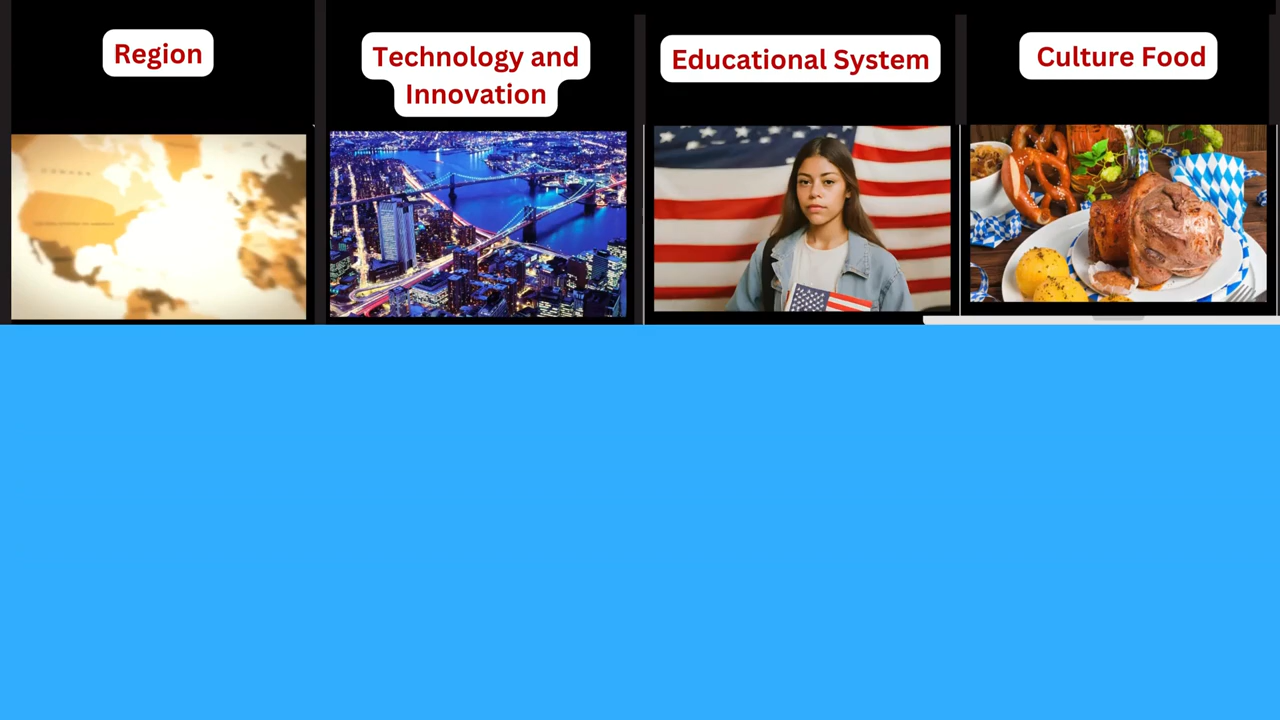 Region
Technology and
Innovation
Educational System
Culture Food